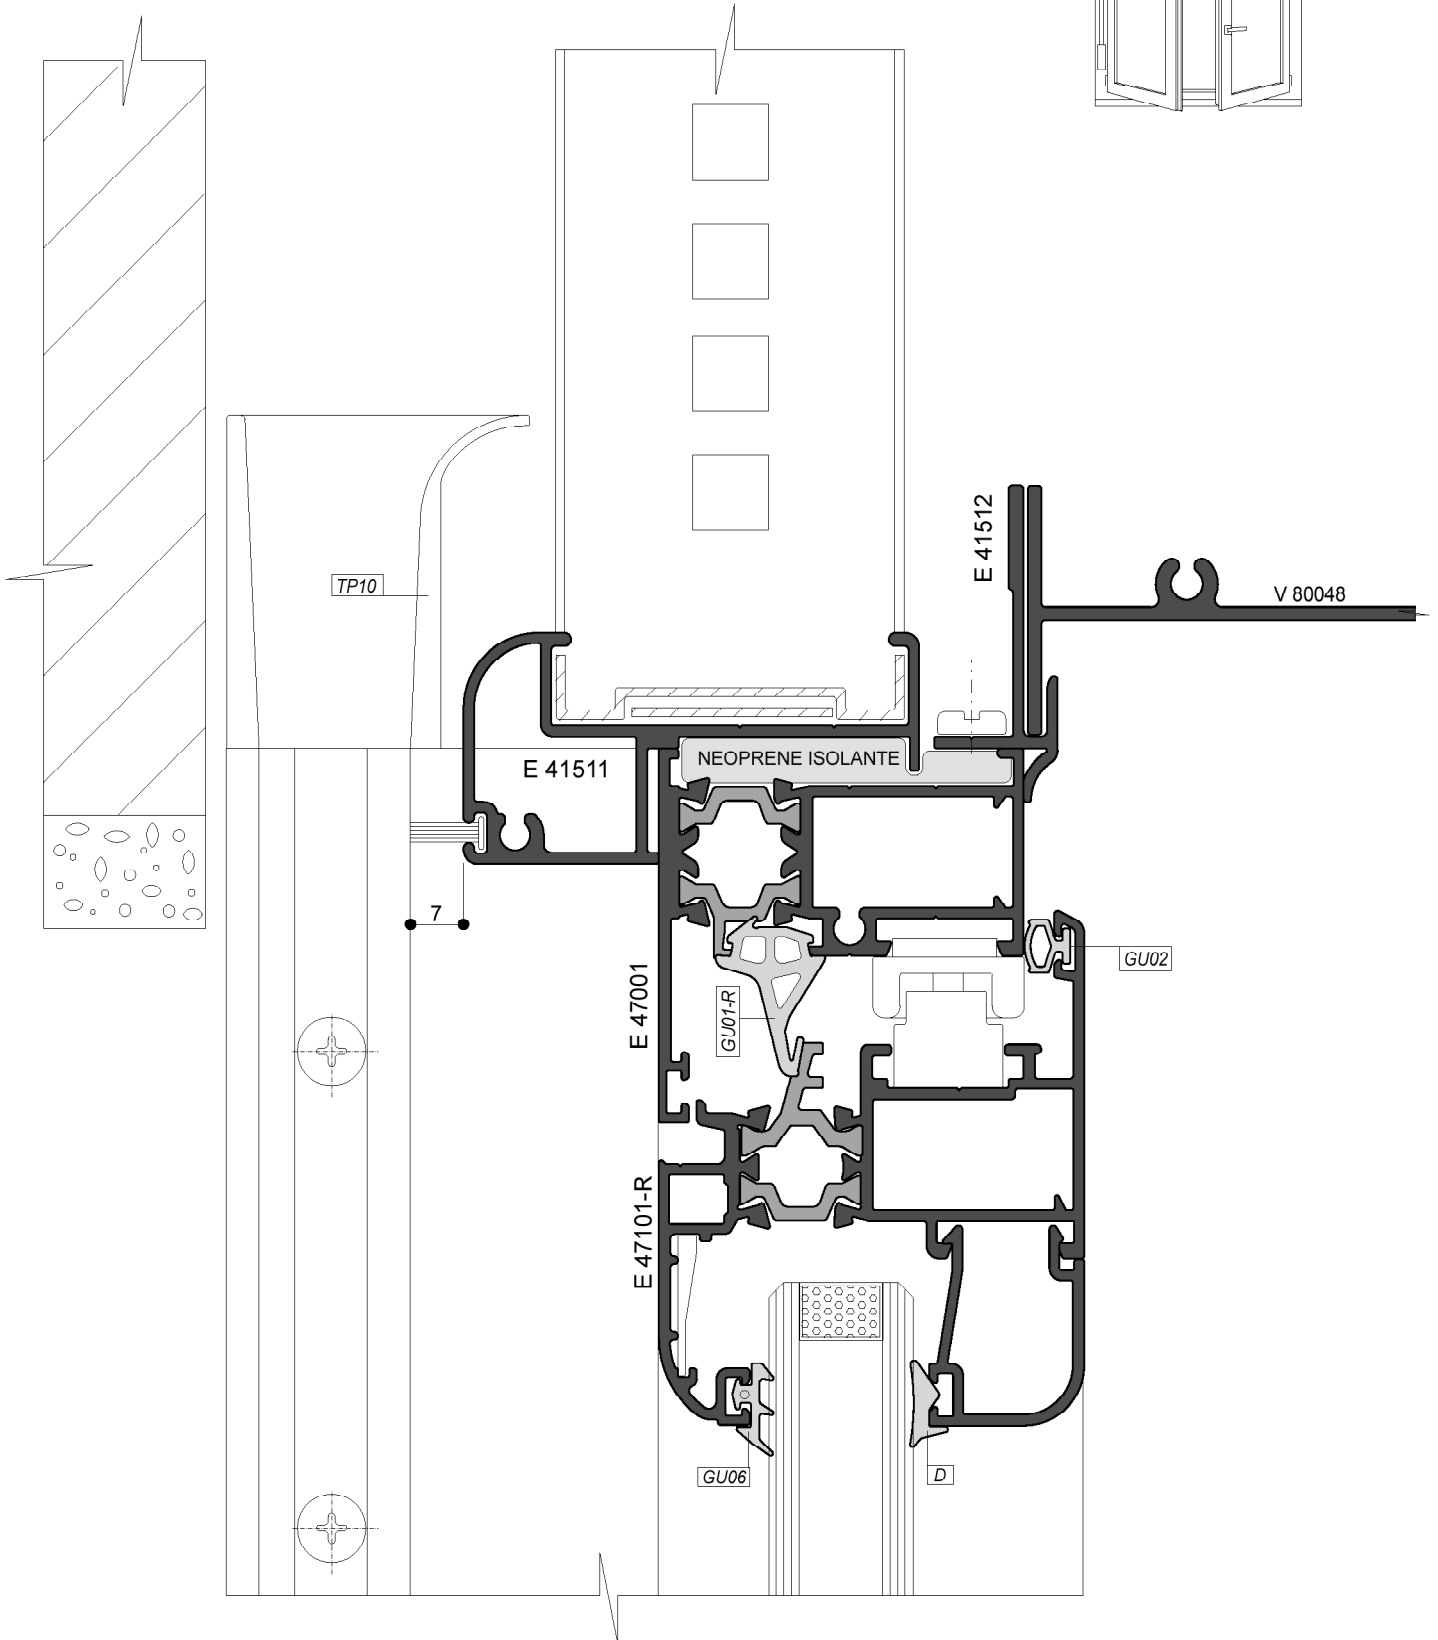 E 41512
TP10
V 80048
NEOPRENE ISOLANTE
E 41511
7
GU02
E 47001
GU01-R
E 47101-R
GU06
D